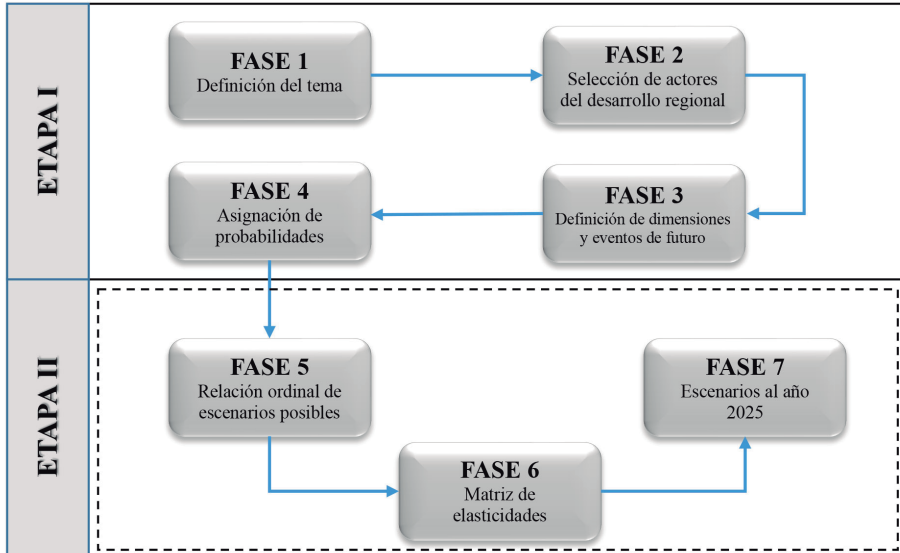 ETAPA I
FASE 1
Definición del tema
FASE 2
Selección de actores
del desarrollo regional
FASE 3
Definición de dimensiones
y eventos de futuro
FASE 4
Asignación de
probabilidades
ETAPA II
FASE 5
Relación ordinal de
escenarios posibles
FASE 6
Matriz de
elasticidades
FASE 7
Escenarios al año
2025